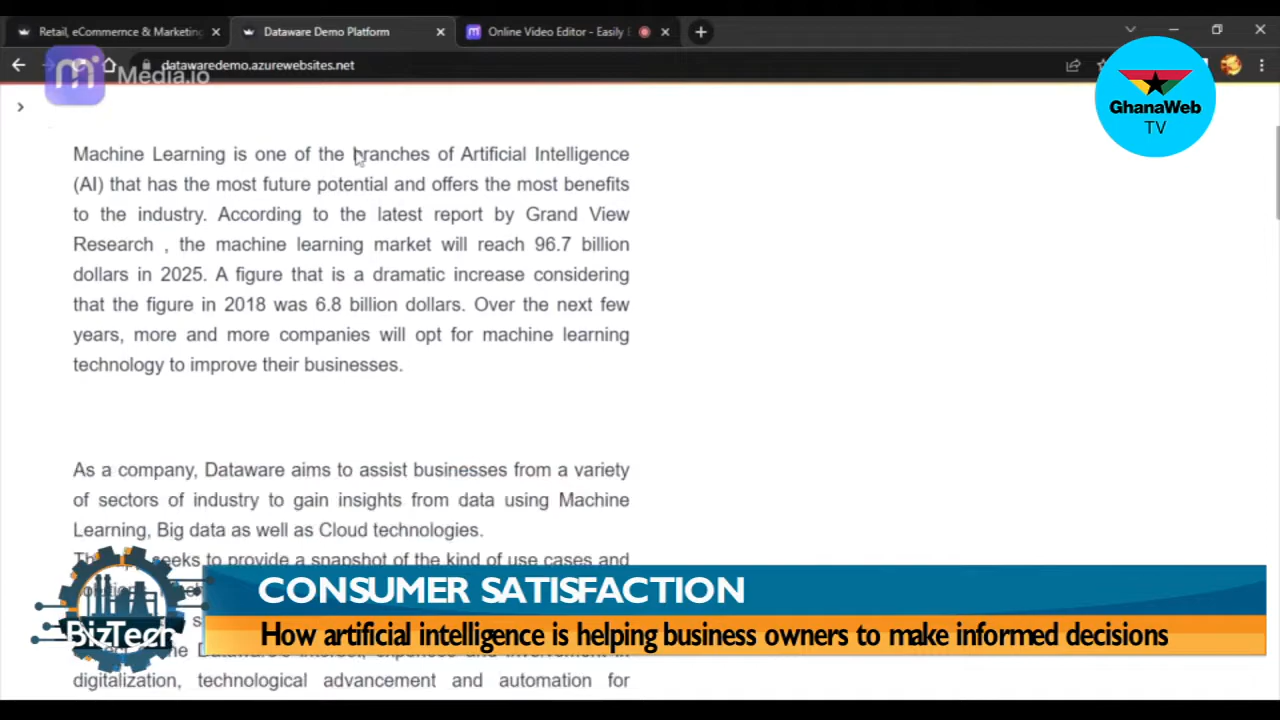 Retail, eCommernce & Marketing
Dataware Demo Platform
Online Video Editor - Easily
datawaredemo.azurewebsites.net
Media.io
GhanaWeb
TV
Machine Learning is one of the branches of Artificial Intelligence
(AI) that has the most future potential and offers the most benefits
to the industry. According to the latest report by Grand View
Research , the machine learning market will reach 96.7 billion
dollars in 2025. A figure that is a dramatic increase considering
that the figure in 2018 was 6.8 billion dollars. Over the next few
years, more and more companies will opt for machine learning
technology to improve their businesses.
As a company, Dataware aims to assist businesses from a variety
of sectors of industry to gain insights from data using Machine
Learning, Big data as well as Cloud technologies.
seeks to provide a snapshot of the kind of use cases and
CONSUMER SATISFACTION
BizTech
How artificial intelligence is helping business owners to make informed decisions
digitalization, technological advancement and automation for